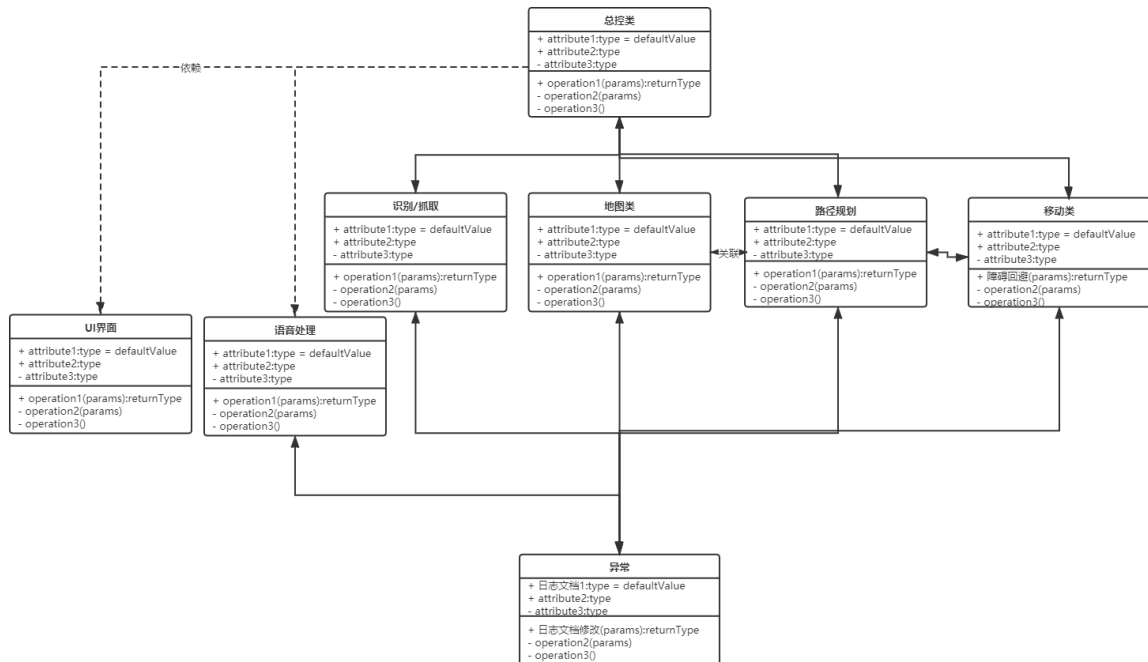 总控类
+ attribute1:type = defaultValue
+ attribute2:type
- attribute3:type
+ operation1(params):returnType
- operation2(params)
- operation3()
依赖
识别/抓取
+ attribute1:type = defaultValue
+ attribute2:type
- attribute3:type
+ operation1(params):returnType
- operation2(params)
- operation3()
地图类
+ attribute1:type = defaultValue
+ attribute2:type
- attribute3:type
+ operation1(params):returnType
- operation2(params)
- operation3()
关联
路径规划
+ attribute1:type = defaultValue
+ attribute2:type
- attribute3:type
+ operation1(params):returnType
- operation2(params)
- operation3()
移动类
+ attribute1:type = defaultValue
+ attribute2:type
- attribute3:type
+ 障碍回避(params):returnType
- operation2(params)
- operation3()
UI界面
+ attribute1:type = defaultValue
+ attribute2:type
- attribute3:type
+ operation1(params):returnType
- operation2(params)
- operation3()
语音处理
+ attribute1:type = defaultValue
+ attribute2:type
- attribute3:type
+ operation1(params):returnType
- operation2(params)
- operation3()
异常
+ 日志文档1:type = defaultValue
+ attribute2:type
- attribute3:type
+ 日志文档修改(params):returnType
- operation2(params)
- operation3()